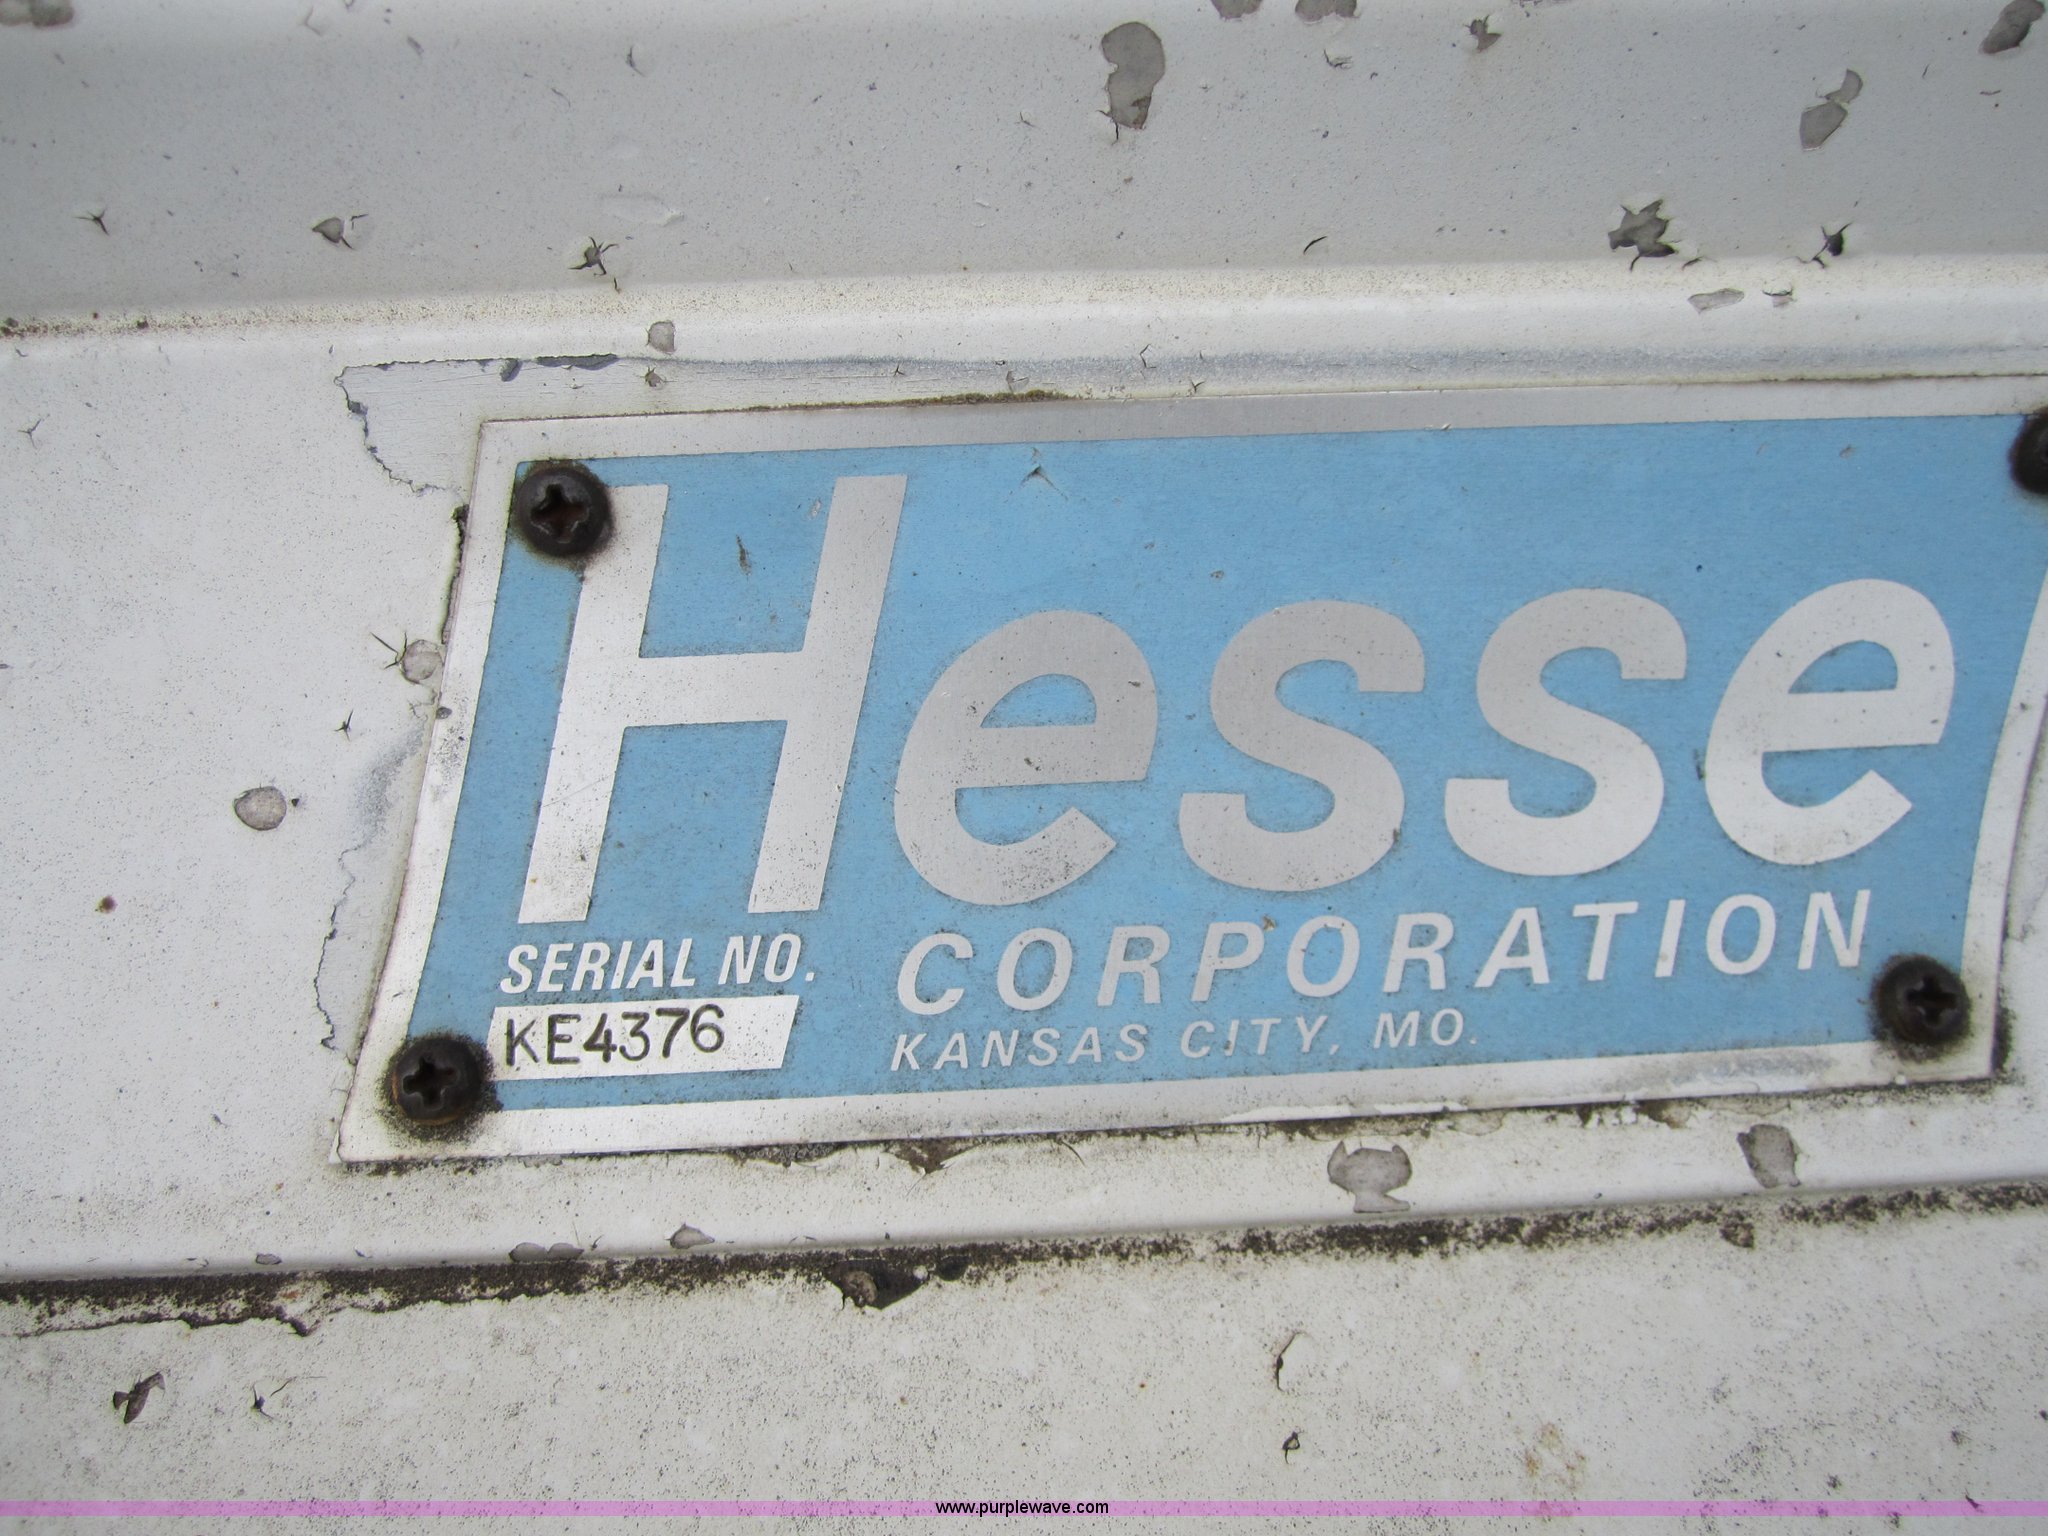 Hesse
CORPORATION
KANSAS CITY, MO.
SERIAL NO.
KE4376
www.purplewave.com